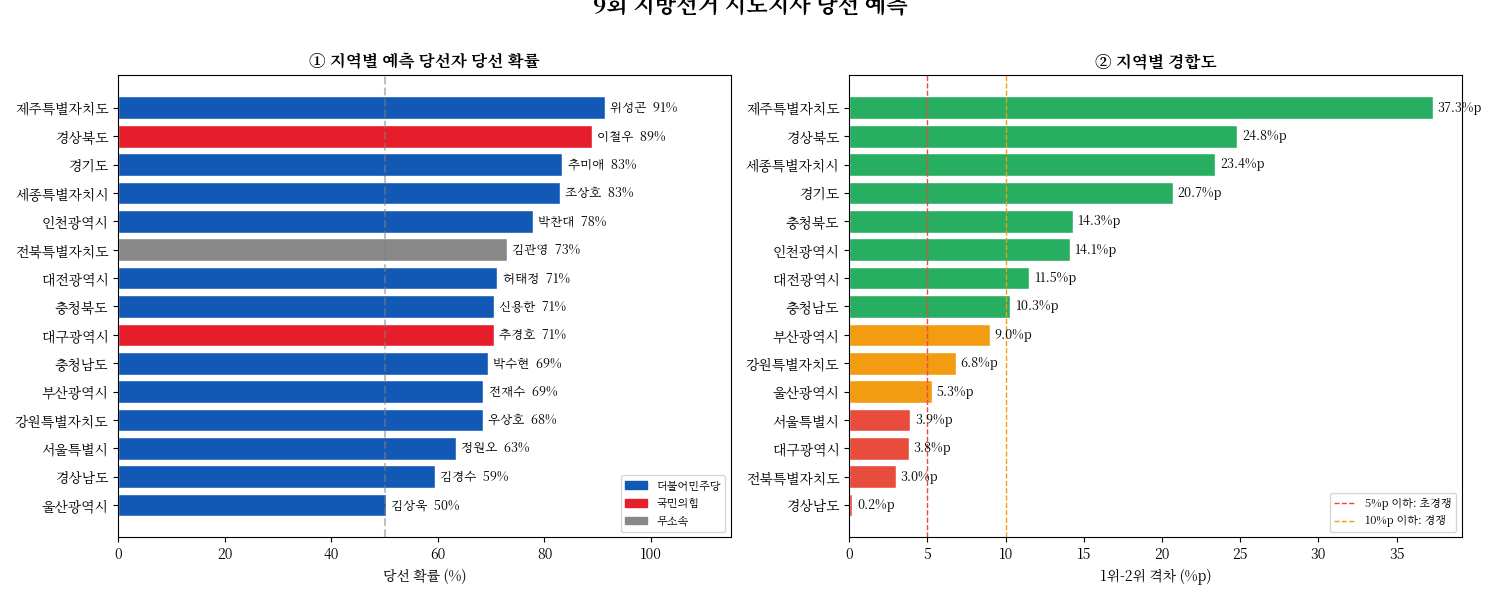 9회 지방선거 시도지사 당선 예측
① 지역별 예측 당선자 당선 확률
제주특별자치도 위성곤 91%
경상북도 이철우 89%
경기도 추미애 83%
세종특별자치시 조상호 83%
인천광역시 박찬대 78%
전북특별자치도 김관영 73%
대전광역시 허태정 71%
충청북도 신용한 71%
대구광역시 추경호 71%
충청남도 박수현 69%
부산광역시 전재수 69%
강원특별자치도 우상호 68%
서울특별시 정원오 63%
경상남도 김경수 59%
울산광역시 김상욱 50%
더불어민주당
국민의힘
무소속
0 20 40 60 80 100
당선 확률 (%)
② 지역별 경합도
제주특별자치도 37.3%p
경상북도 24.8%p
세종특별자치시 23.4%p
경기도 20.7%p
충청북도 14.3%p
인천광역시 14.1%p
대전광역시 11.5%p
충청남도 10.3%p
부산광역시 9.0%p
강원특별자치도 6.8%p
울산광역시 5.3%p
서울특별시 3.9%p
대구광역시 3.8%p
전북특별자치도 3.0%p
경상남도 0.2%p
5%p 이하: 초경쟁
10%p 이하: 경쟁
0 5 10 15 20 25 30 35
1위-2위 격차 (%p)